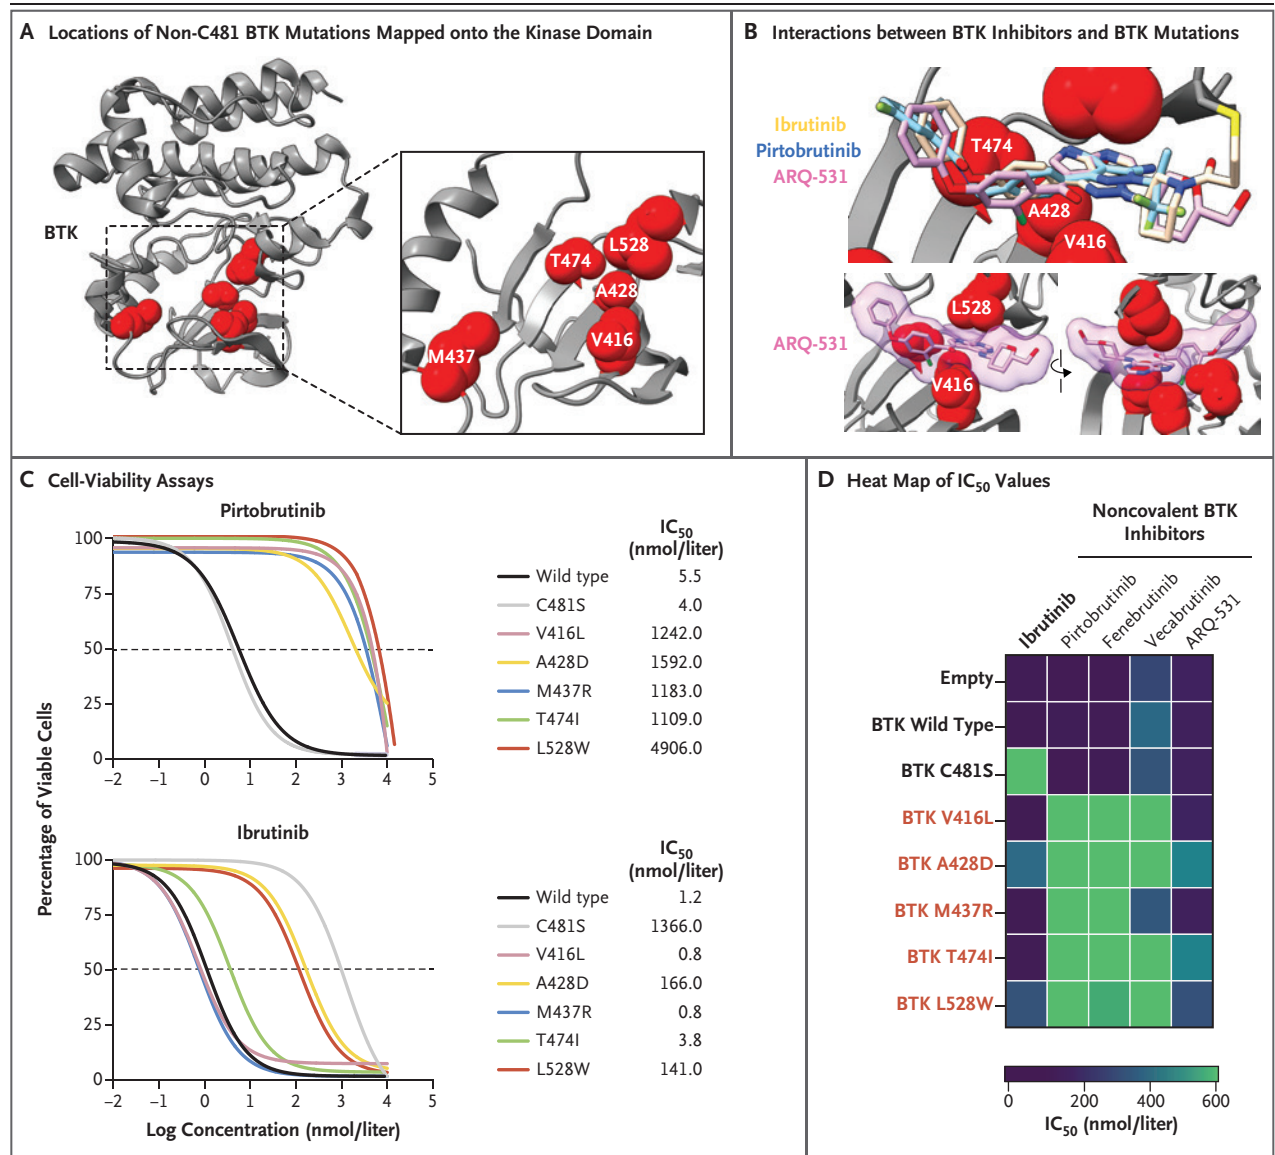 A Locations of Non-C481 BTK Mutations Mapped onto the Kinase Domain
BTK
T474
L528
A428
M437
V416
B Interactions between BTK Inhibitors and BTK Mutations
Ibrutinib
Pirtobrutinib
ARQ-531
T474
A428
V416
ARQ-531
L528
V416
C Cell-Viability Assays
Percentage of Viable Cells
Pirtobrutinib
100
75
50
25
0
−2 −1 0 1 2 3 4 5
IC50
(nmol/liter)
Wild type 5.5
C481S 4.0
V416L 1242.0
A428D 1592.0
M437R 1183.0
T474I 1109.0
L528W 4906.0
Ibrutinib
100
75
50
25
0
−2 −1 0 1 2 3 4 5
Log Concentration (nmol/liter)
IC50
(nmol/liter)
Wild type 1.2
C481S 1366.0
V416L 0.8
A428D 166.0
M437R 0.8
T474I 3.8
L528W 141.0
D Heat Map of IC50 Values
Noncovalent BTK
Inhibitors
Ibrutinib
Pirtobrutinib
Fenebrutinib
Vecabrutinib
ARQ-531
Empty
BTK Wild Type
BTK C481S
BTK V416L
BTK A428D
BTK M437R
BTK T474I
BTK L528W
0 200 400 600
IC50 (nmol/liter)